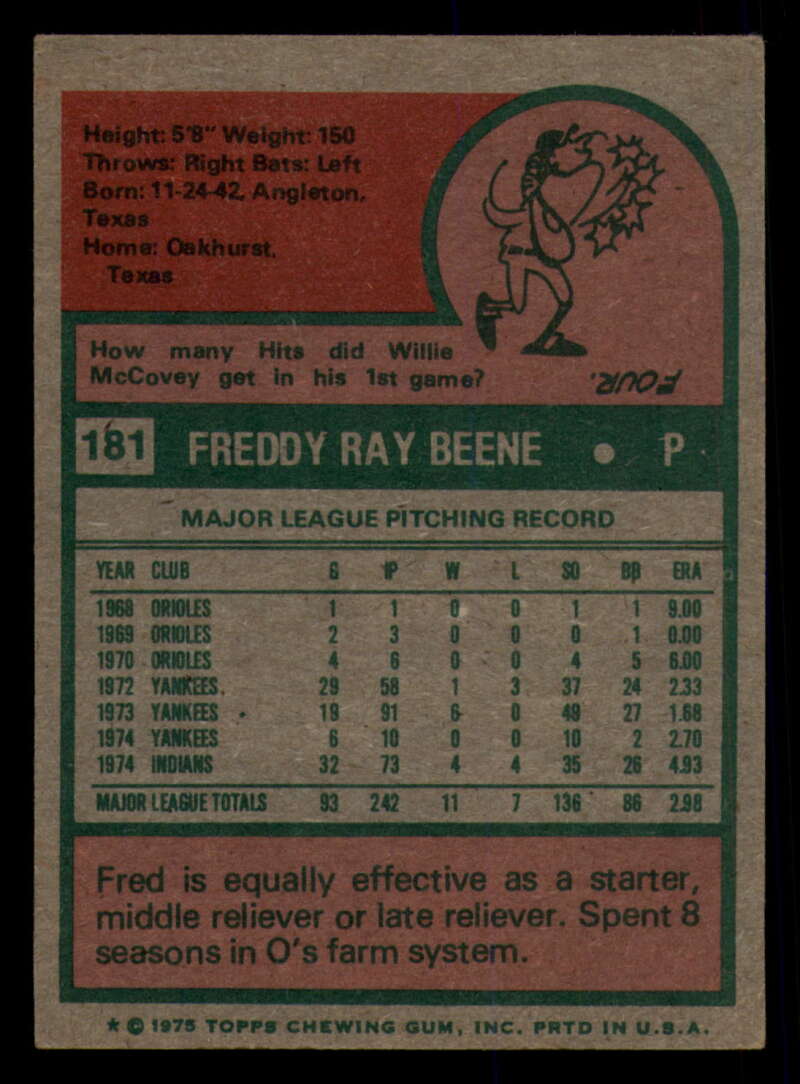 Height: 5'8" Weight: 150
Throws: Right Bats: Left
Born: 11-24-42, Angleton,
Texas
Home: Oakhurst,
Texas
How many Hits did Willie
McCovey get in his 1st game?
FOUR.
181 FREDDY RAY BEENE • P
MAJOR LEAGUE PITCHING RECORD
YEAR CLUB G IP W L SO BB ERA
1968 ORIOLES 1 1 0 0 1 1 9.00
1969 ORIOLES 2 3 0 0 0 1 0.00
1970 ORIOLES 4 6 0 0 4 5 6.00
1972 YANKEES 29 58 1 3 37 24 2.33
1973 YANKEES 19 91 6 0 49 27 1.68
1974 YANKEES 6 10 0 0 10 2 2.70
1974 INDIANS 32 73 4 4 35 26 4.93
MAJOR LEAGUE TOTALS 93 242 11 7 136 86 2.98
Fred is equally effective as a starter,
middle reliever or late reliever. Spent 8
seasons in O's farm system.
* © 1975 TOPPS CHEWING GUM, INC. PRTD IN U.S.A.